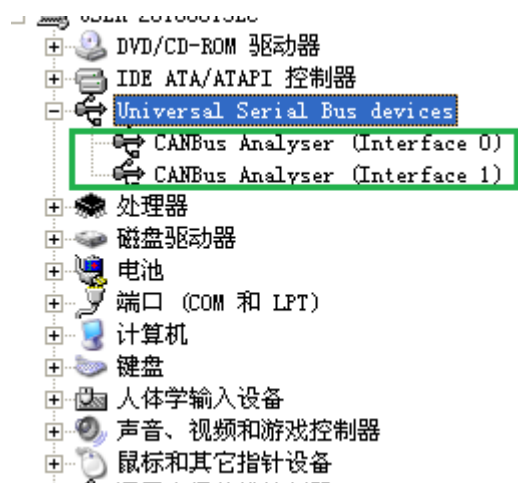 DVD/CD-ROM 驱动器
IDE ATA/ATAPI 控制器
Universal Serial Bus devices
CANBus Analyser (Interface 0)
CANBus Analyser (Interface 1)
处理器
磁盘驱动器
电池
端口 (COM 和 LPT)
计算机
键盘
人体学输入设备
声音、视频和游戏控制器
鼠标和其它指针设备